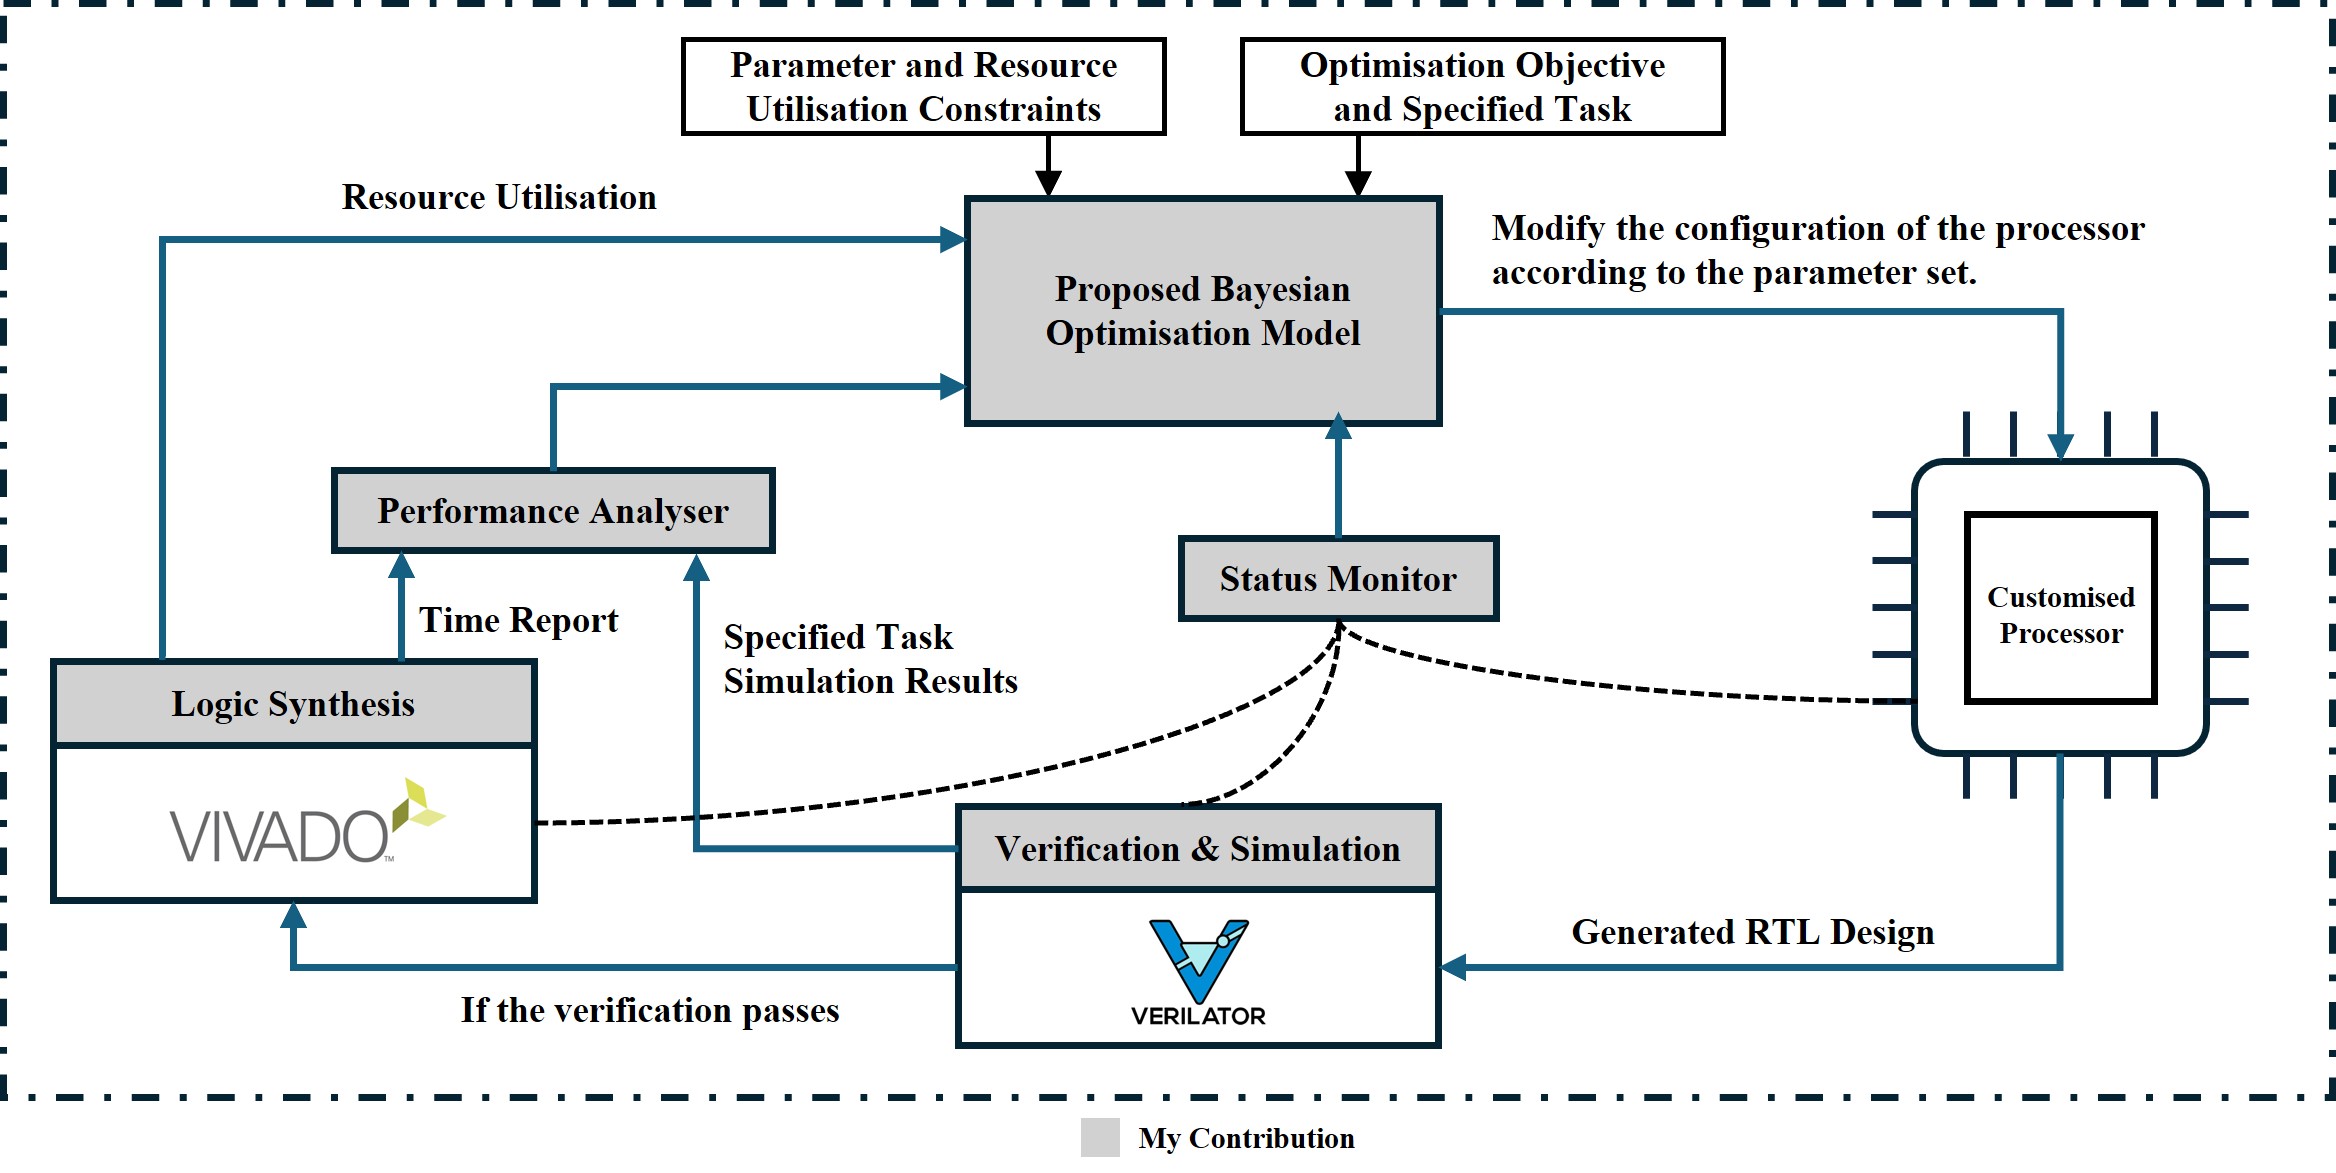 Parameter and Resource
Utilisation Constraints
Optimisation Objective
and Specified Task
Resource Utilisation
Modify the configuration of the processor
according to the parameter set.
Proposed Bayesian
Optimisation Model
Performance Analyser
Status Monitor
Customised
Processor
Time Report
Specified Task
Simulation Results
Logic Synthesis
VIVADO™
Verification & Simulation
VERILATOR
Generated RTL Design
If the verification passes
My Contribution